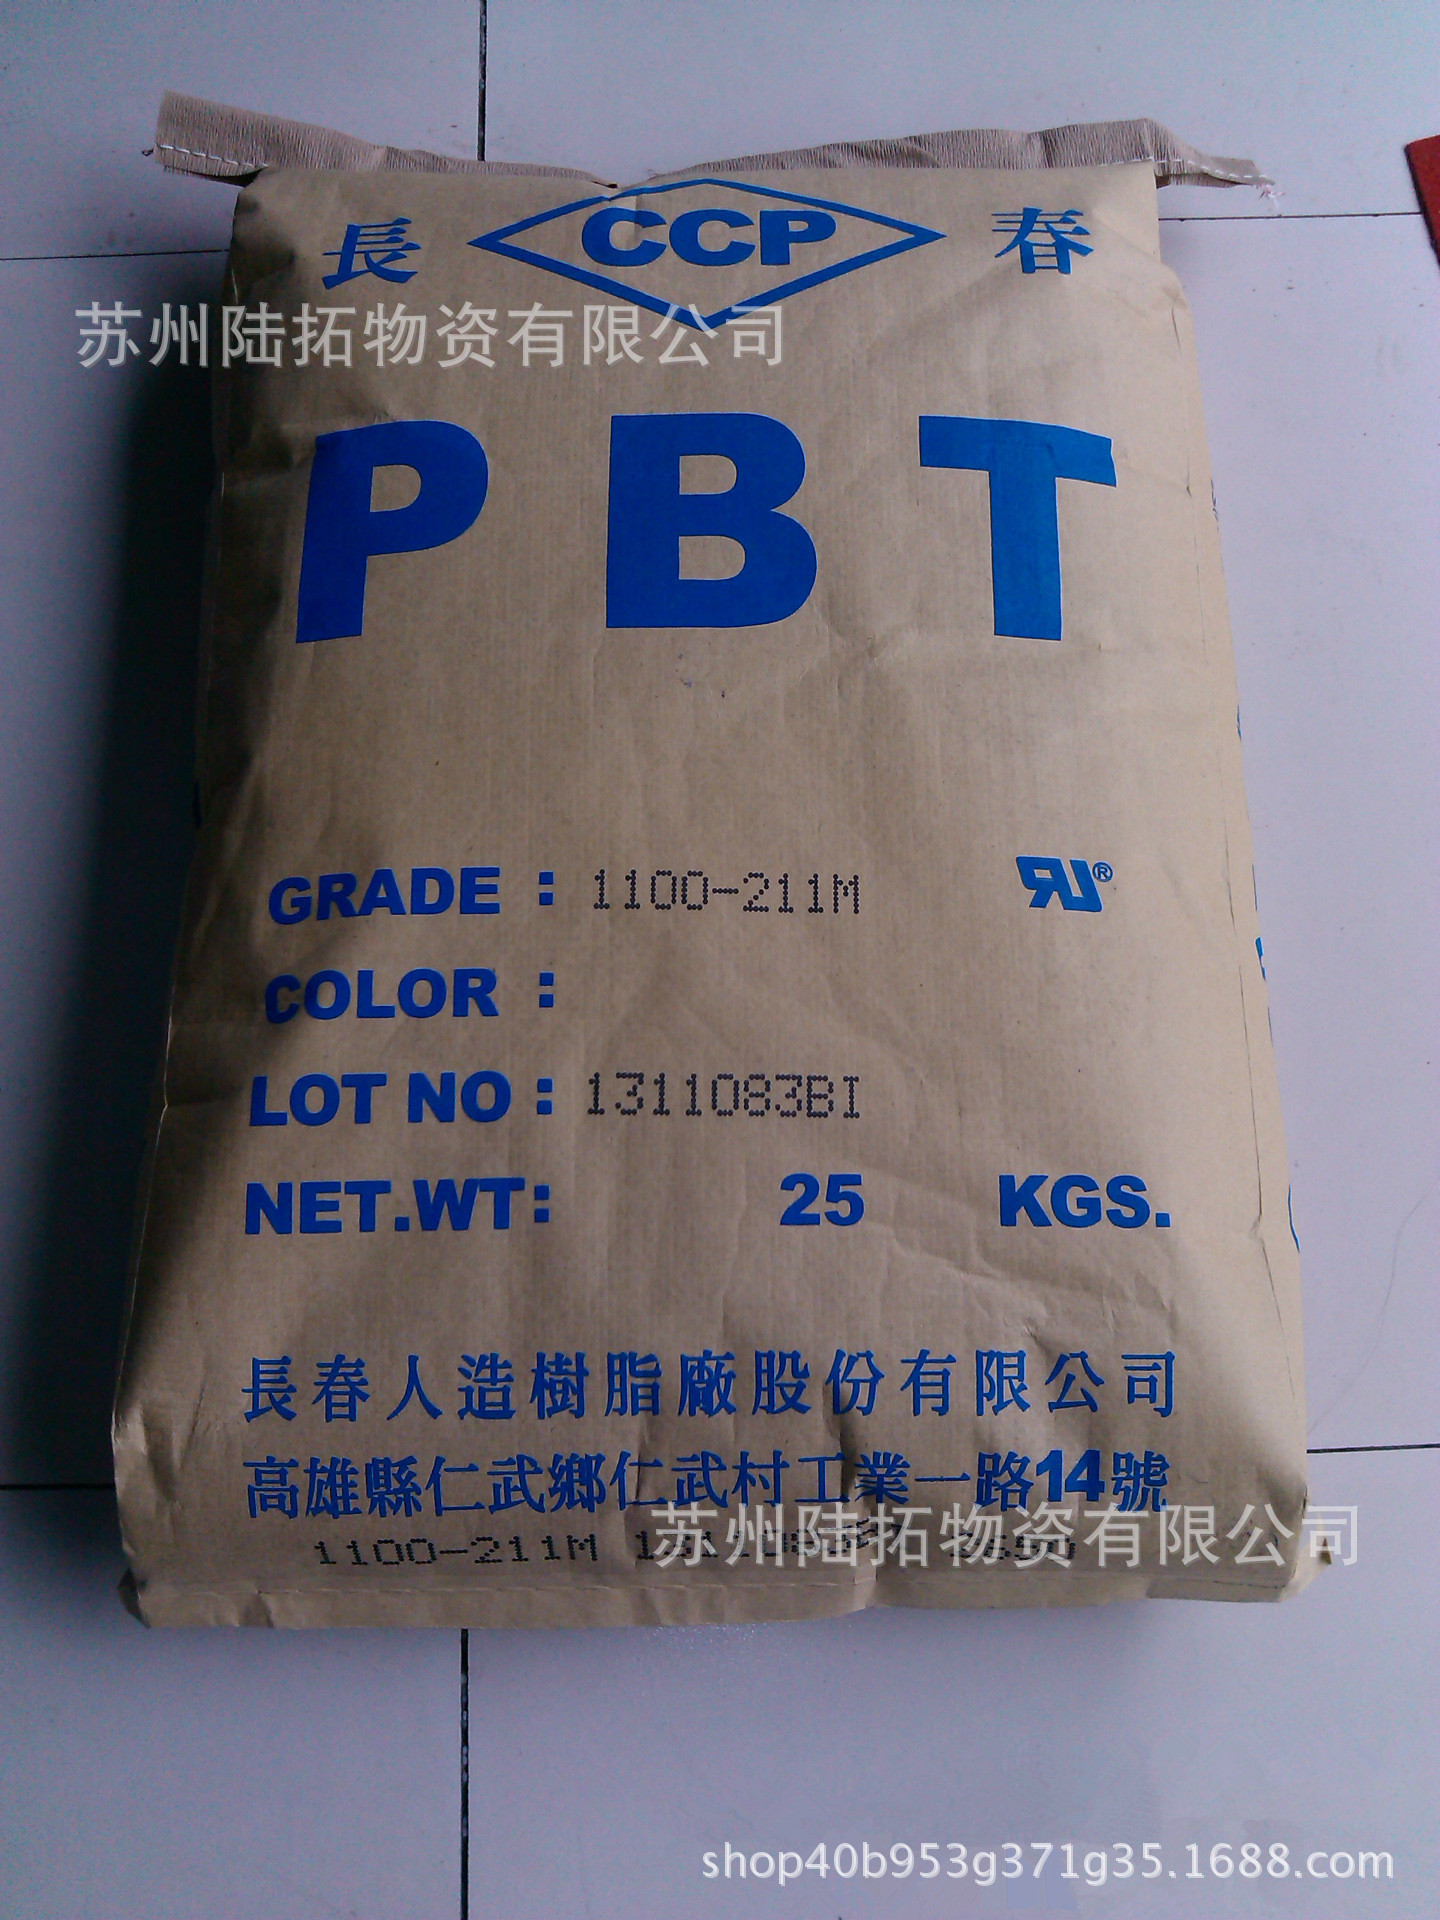 長 CCP 春
苏州陆拓物资有限公司
PBT
GRADE : 1100-211M
COLOR :
LOT NO : 1311083BI
NET.WT: 25 KGS.
長春人造樹脂廠股份有限公司
高雄縣仁武鄉仁武村工業一路14號
苏州陆拓物资有限公司
1100-211M
shop40b953g371g35.1688.com